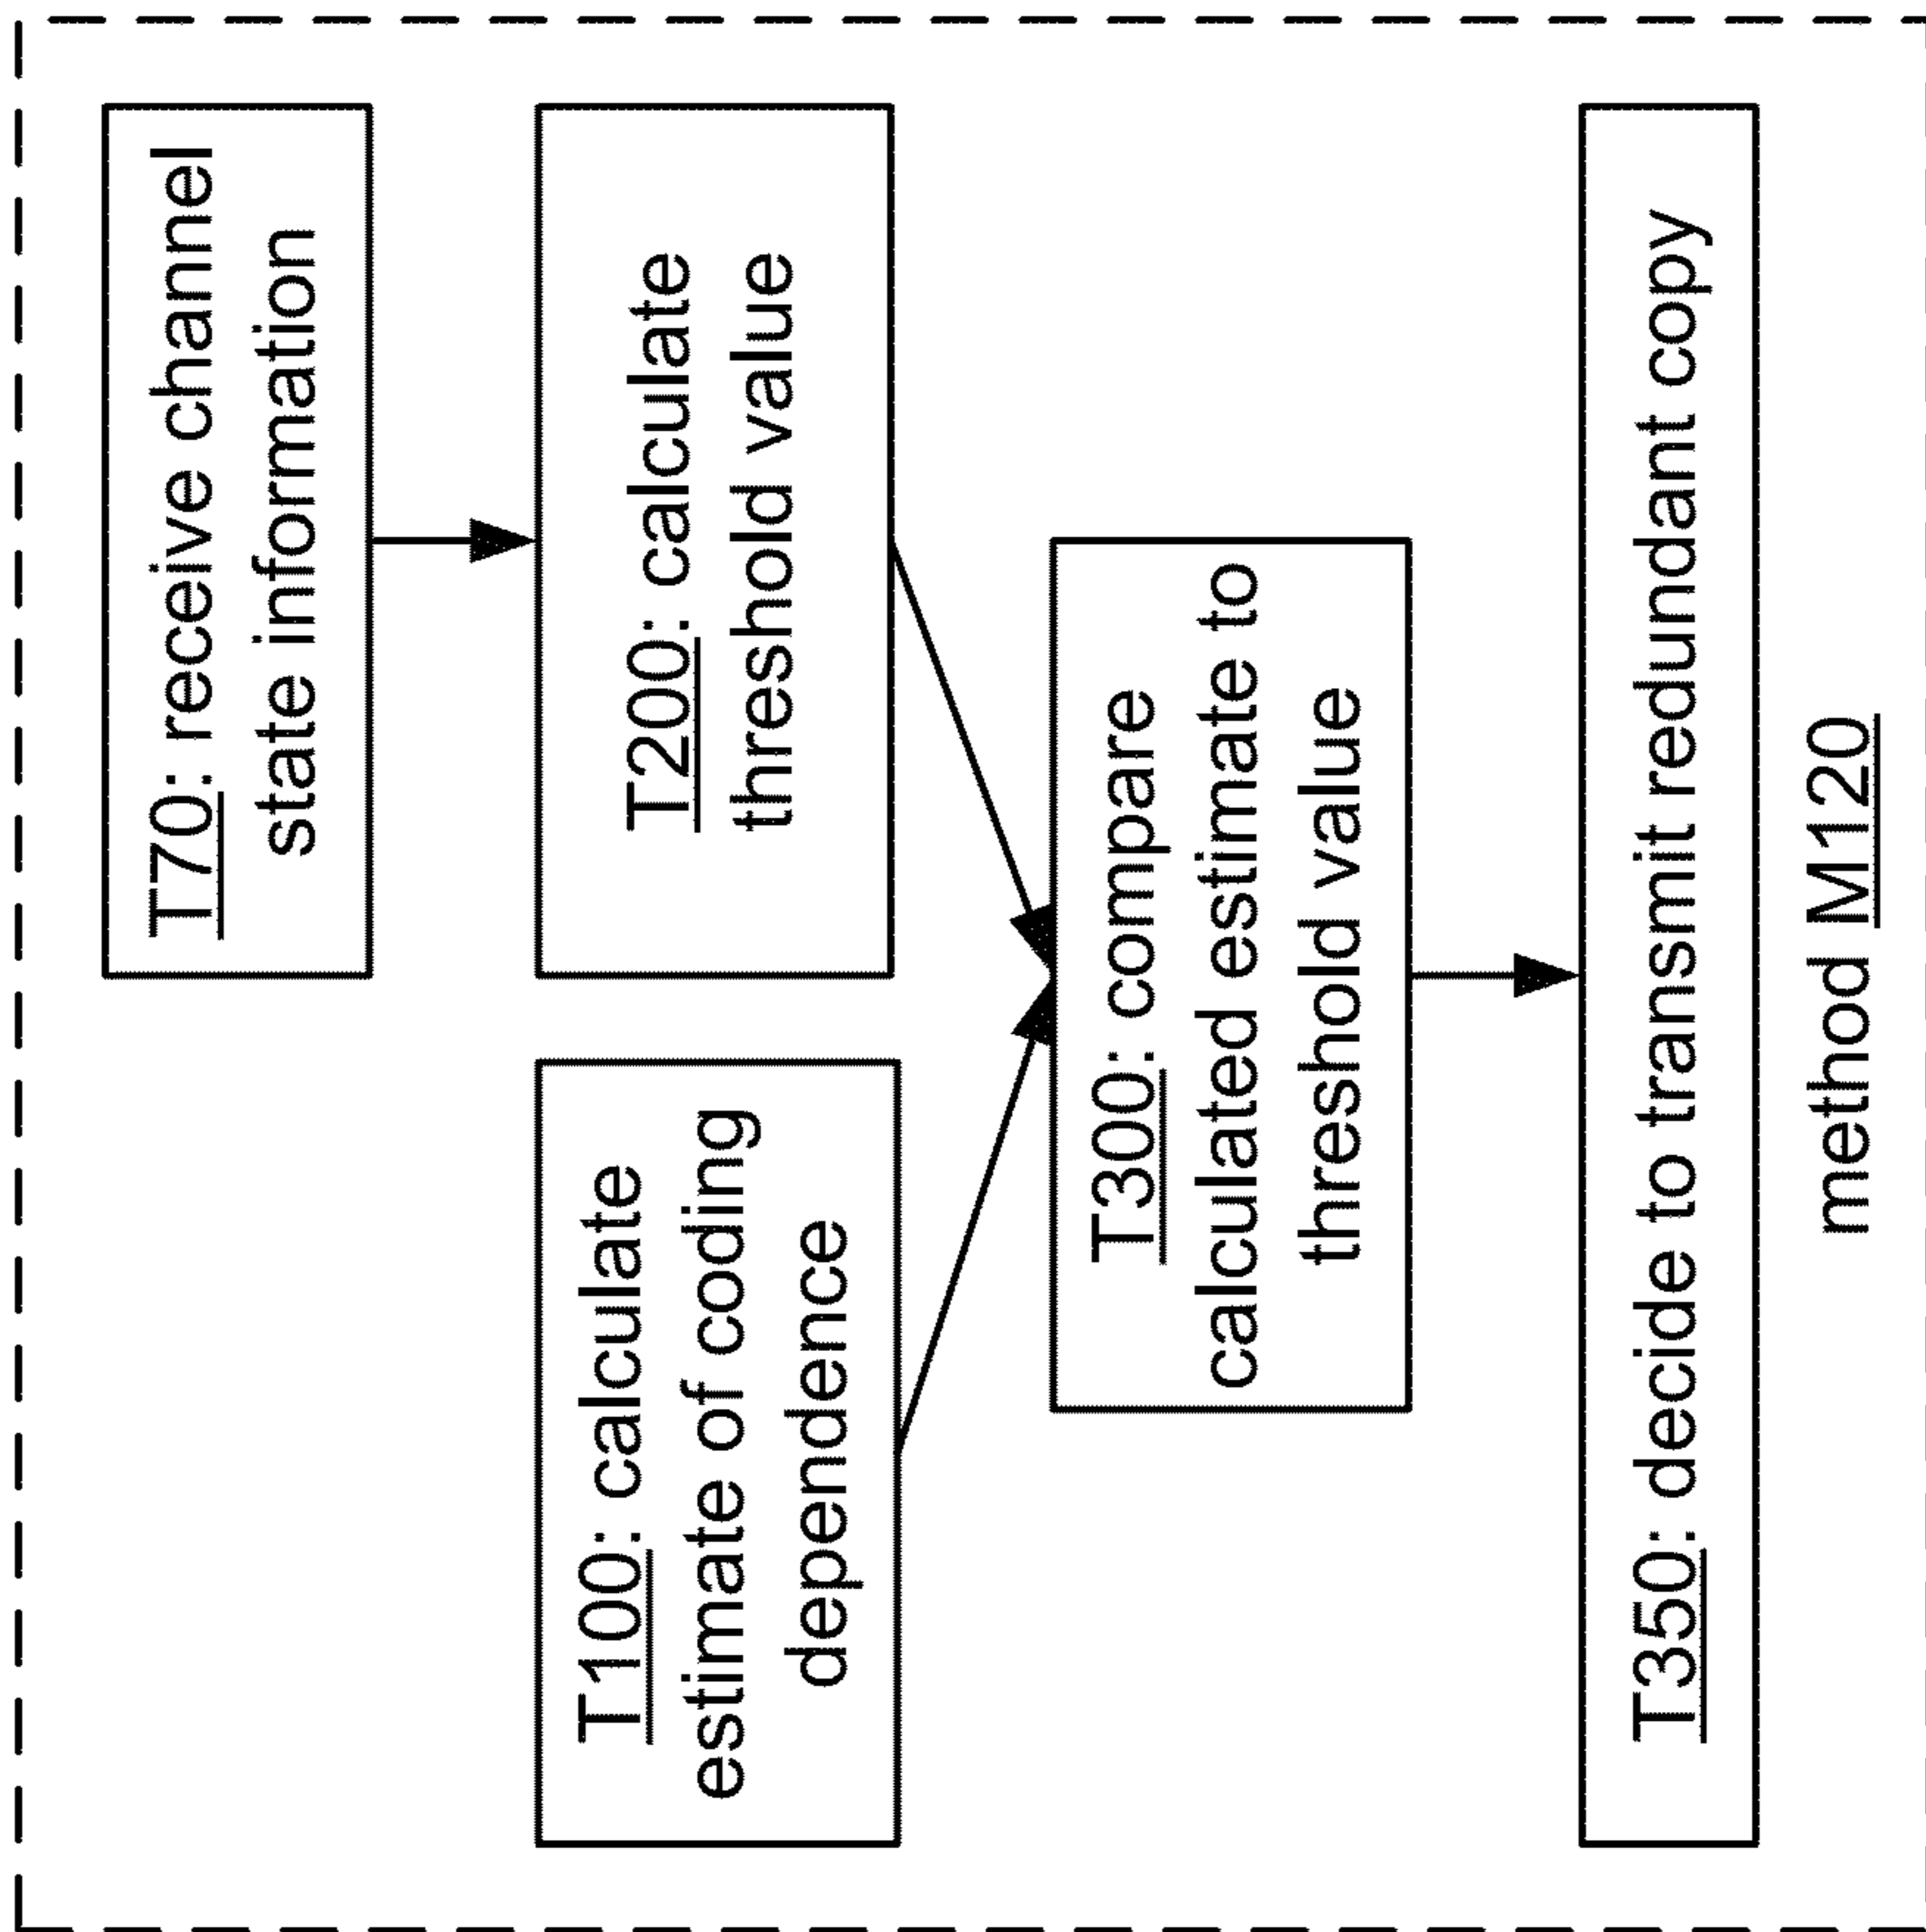 T70: receive channel
state information
T100: calculate
estimate of coding
dependence
T200: calculate
threshold value
T300: compare
calculated estimate to
threshold value
T350: decide to transmit redundant copy
method M120